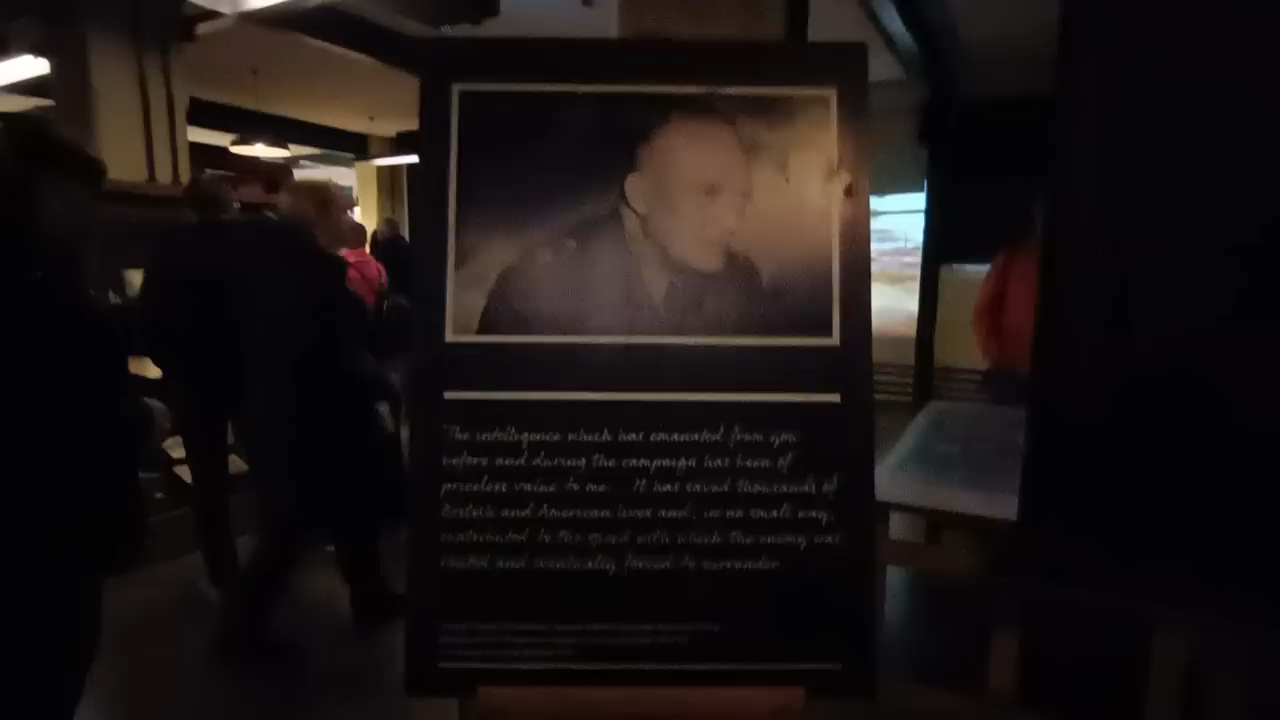 "The intelligence which has emanated from you
before and during the campaign has been of
priceless value to me... It has saved thousands of
British and American lives and, in no small way,
contributed to the speed with which the enemy was
routed and eventually forced to surrender